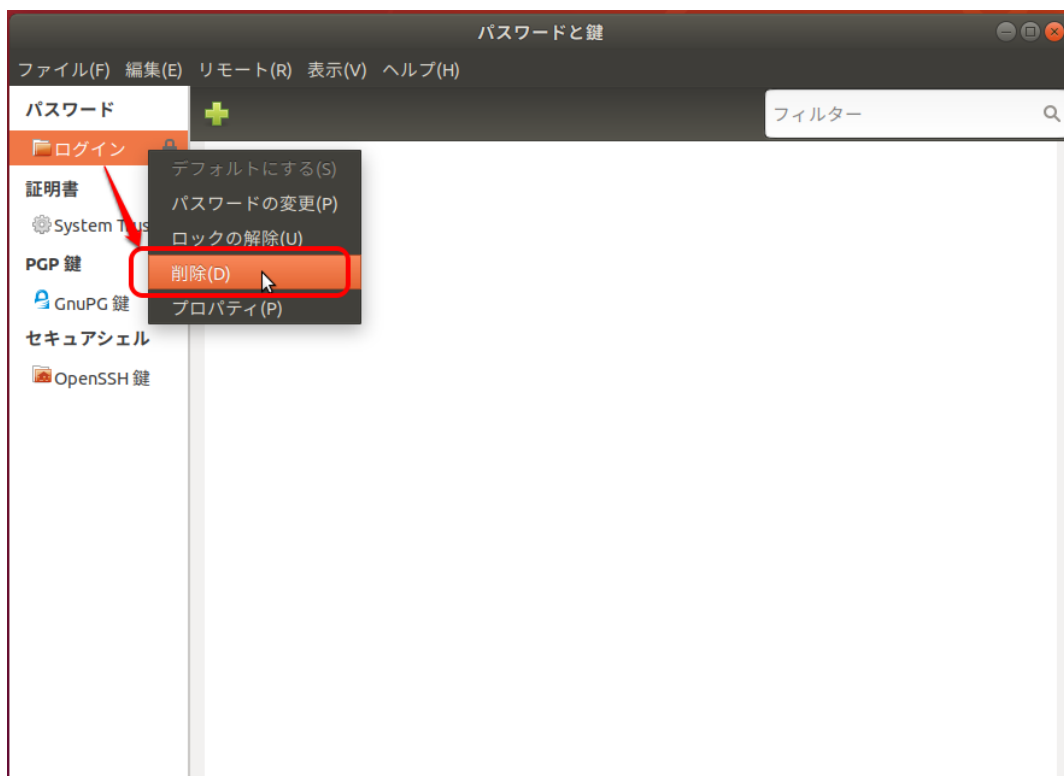 パスワードと鍵
ファイル(F) 編集(E) リモート(R) 表示(V) ヘルプ(H)
パスワード
フィルター
ログイン
デフォルトにする(S)
証明書
パスワードの変更(P)
System Trus
ロックの解除(U)
PGP 鍵
削除(D)
GnuPG 鍵
プロパティ(P)
セキュアシェル
OpenSSH 鍵